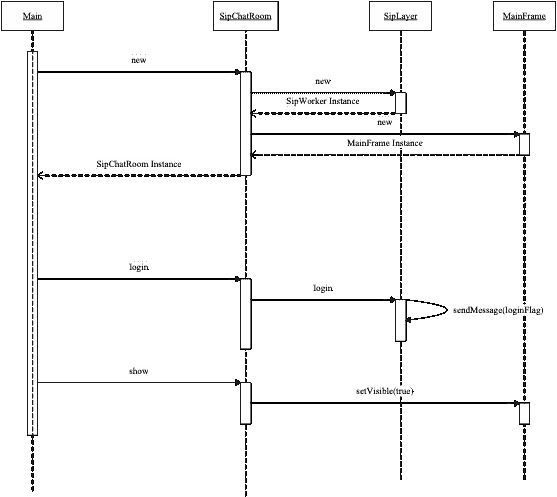 Main
SipChatRoom
SipLayer
MainFrame
new
new
SipWorker Instance
new
MainFrame Instance
SipChatRoom Instance
login
login
sendMessage(loginFlag)
show
setVisible(true)